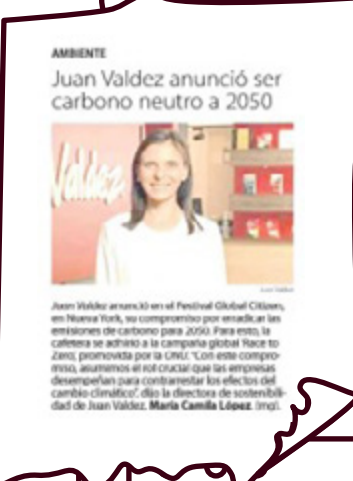 AMBIENTE
Juan Valdez anunció ser
carbono neutro a 2050
Valdez
Juan Valdez
Juan Valdez anunció en el Festival Global Citizen,
en Nueva York, su compromiso por erradicar las
emisiones de carbono para 2050. Para esto, la
cafetera se adhirió a la campaña global 'Race to
Zero', promovida por la ONU. "Con este compro-
miso, asumimos el rol crucial que las empresas
desempeñan para contrarrestar los efectos del
cambio climático", dijo la directora de sostenibili-
dad de Juan Valdez, María Camila López. (mg).